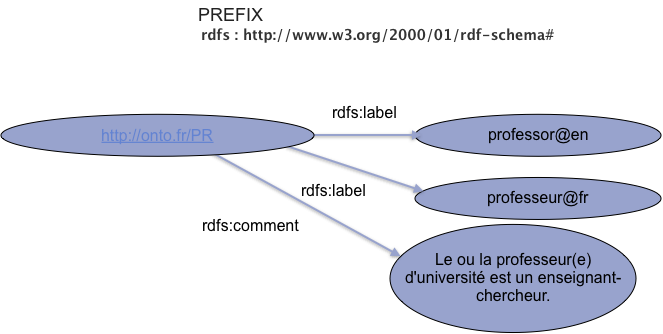 PREFIX
rdfs : http://www.w3.org/2000/01/rdf-schema#
rdfs:label
http://onto.fr/PR
professor@en
rdfs:label
professeur@fr
rdfs:comment
Le ou la professeur(e)
d'université est un enseignant-
chercheur.